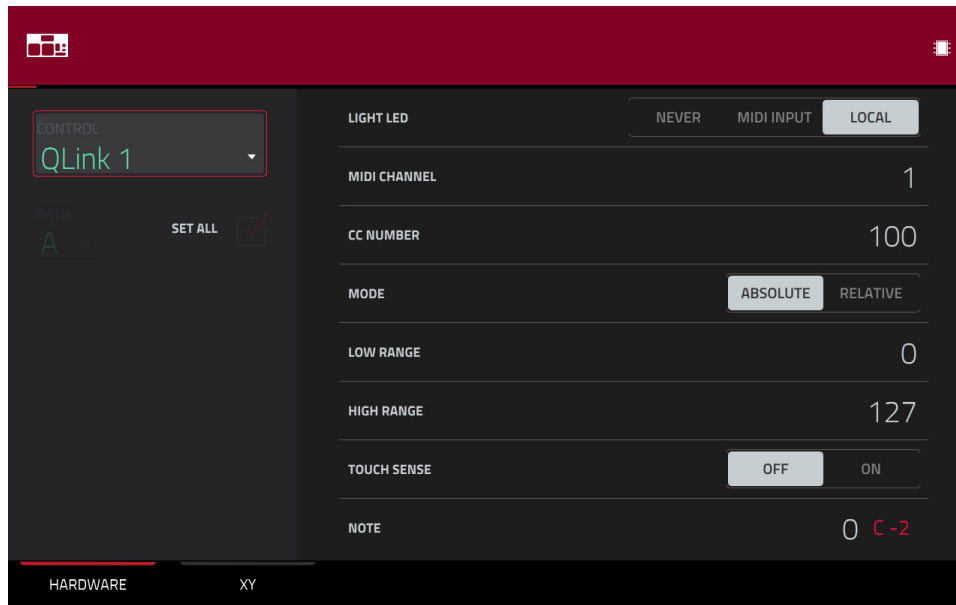 CONTROL
QLink 1
BANK
A
SET ALL
LIGHT LED
NEVER MIDI INPUT LOCAL
MIDI CHANNEL
1
CC NUMBER
100
MODE
ABSOLUTE RELATIVE
LOW RANGE
0
HIGH RANGE
127
TOUCH SENSE
OFF ON
NOTE
0 C -2
HARDWARE XY